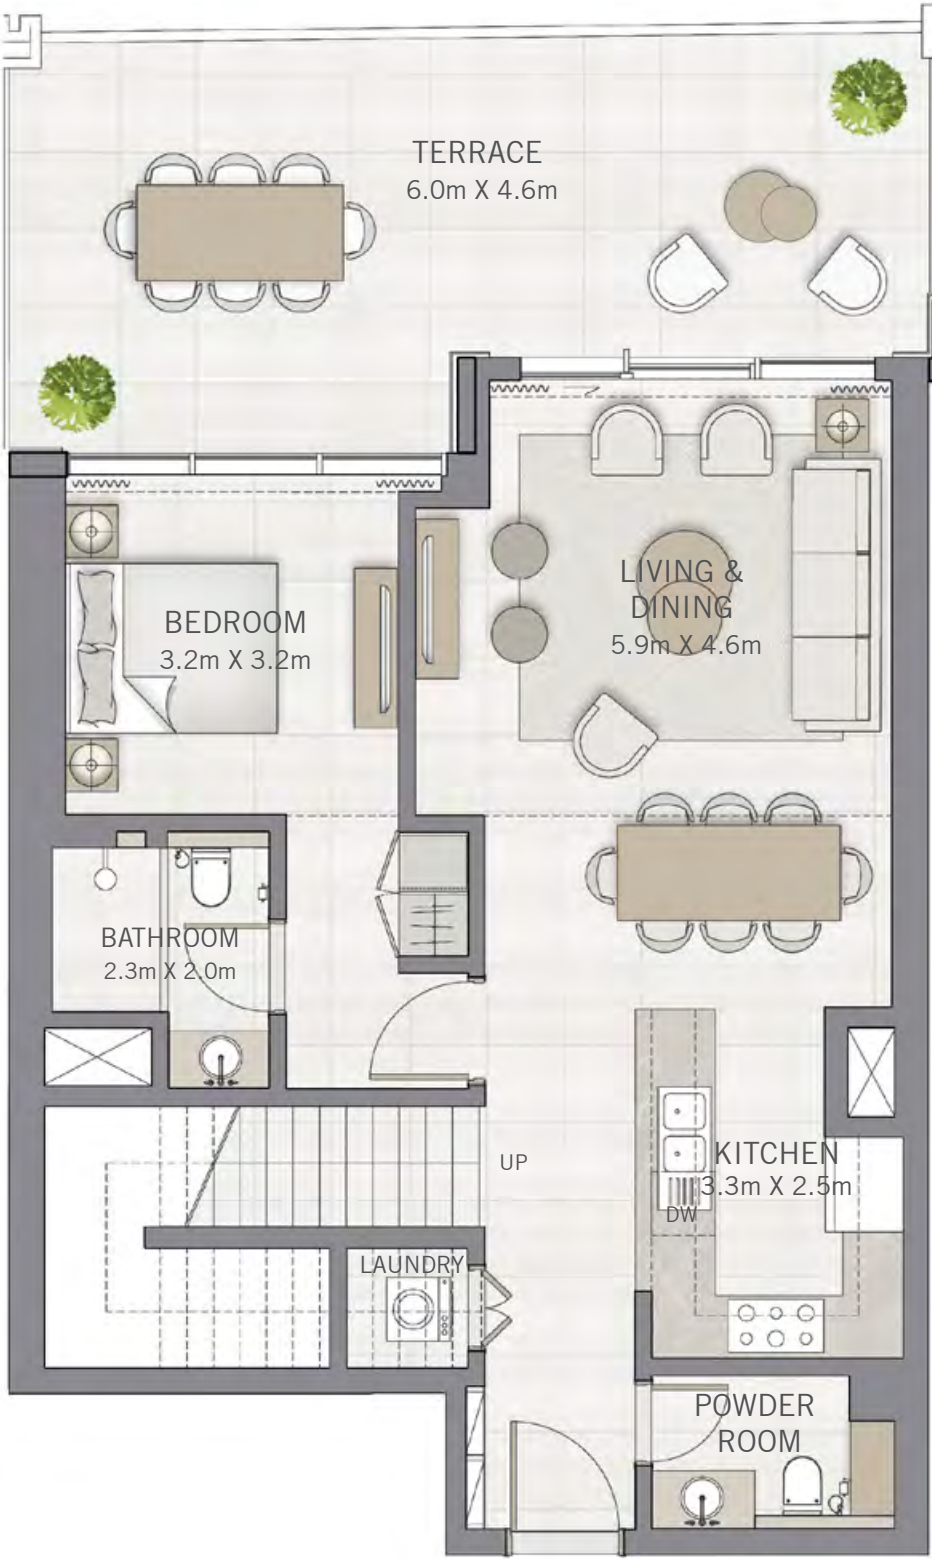 TERRACE
6.0m X 4.6m
LIVING &
DINING
5.9m X 4.6m
BEDROOM
3.2m X 3.2m
BATHROOM
2.3m X 2.0m
UP
KITCHEN
3.3m X 2.5m
DW
LAUNDRY
POWDER
ROOM